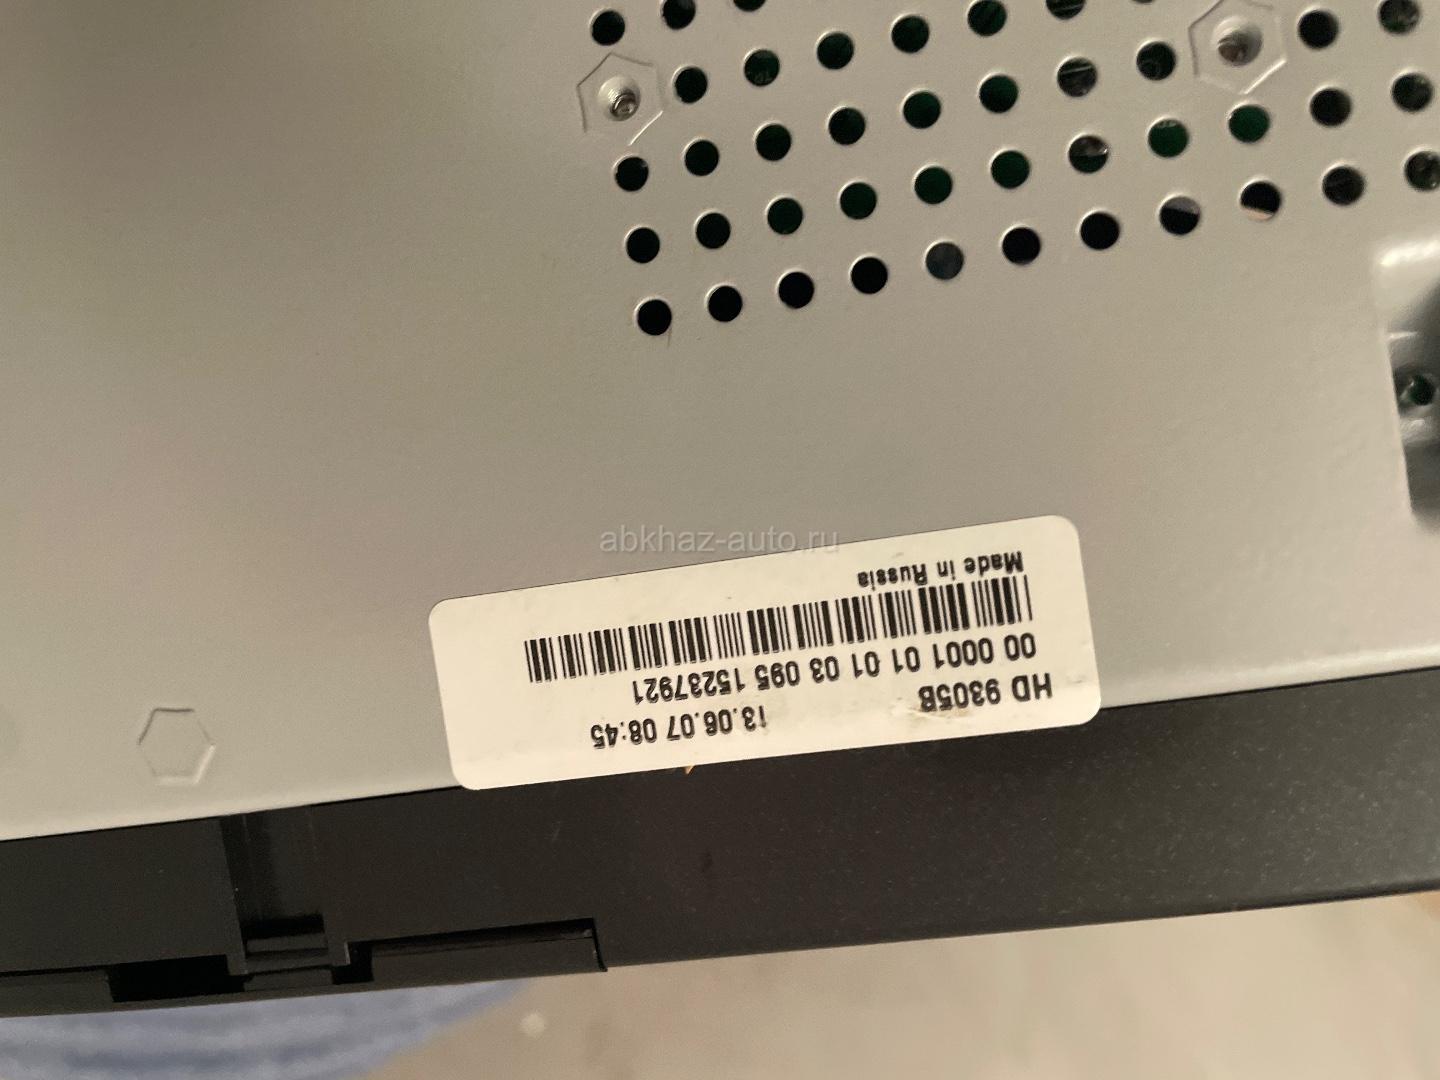 abkhaz-auto.ru
HD 9305B 13.06.07 08:45
00 0001 01 01 03 095 15237921
Made in Russia